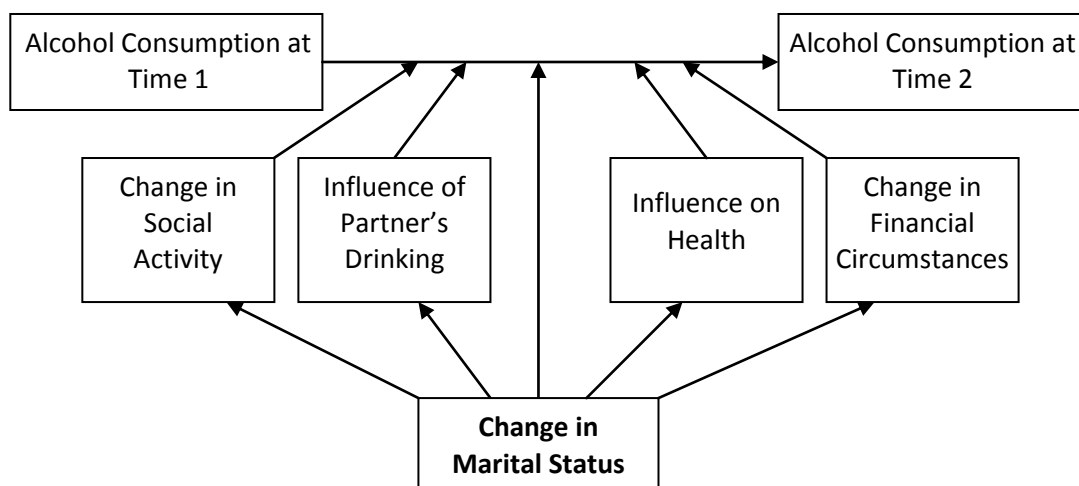 Alcohol Consumption at
Time 1
Alcohol Consumption at
Time 2
Change in
Social
Activity
Influence of
Partner’s
Drinking
Influence on
Health
Change in
Financial
Circumstances
Change in
Marital Status